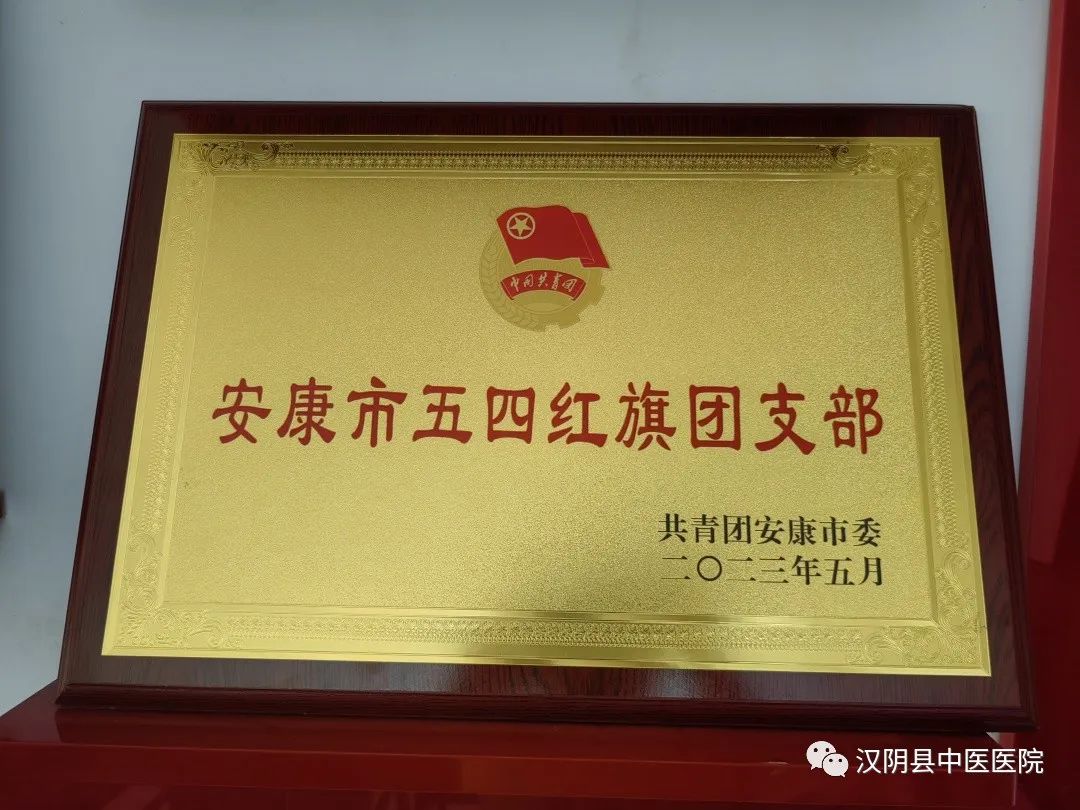 中国共青团
安康市五四红旗团支部
共青团安康市委
二〇二三年五月
汉阴县中医医院